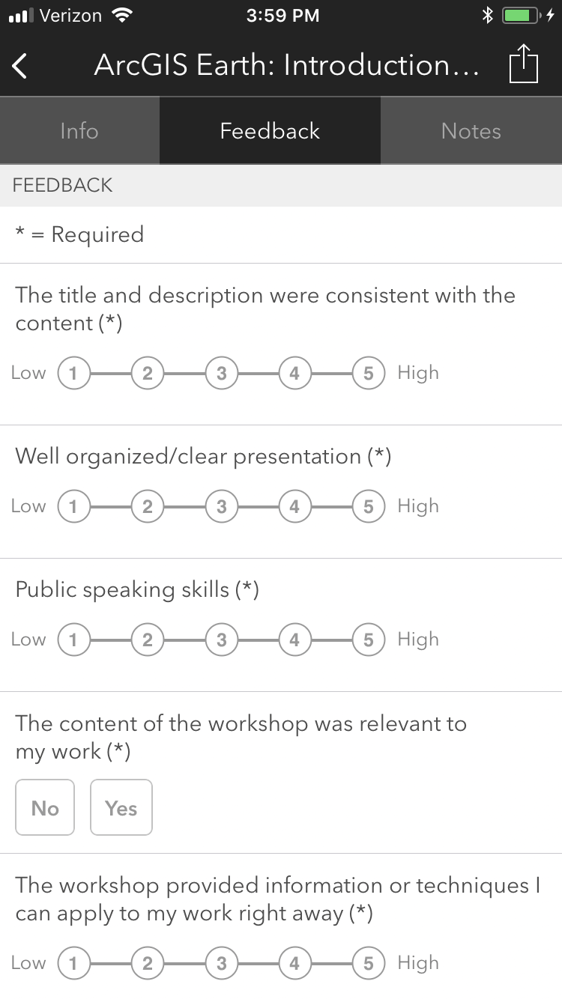 Verizon 3:59 PM
ArcGIS Earth: Introduction...
Info Feedback Notes
FEEDBACK
* = Required
The title and description were consistent with the
content (*)
Low 1 2 3 4 5 High
Well organized/clear presentation (*)
Low 1 2 3 4 5 High
Public speaking skills (*)
Low 1 2 3 4 5 High
The content of the workshop was relevant to
my work (*)
No Yes
The workshop provided information or techniques I
can apply to my work right away (*)
Low 1 2 3 4 5 High